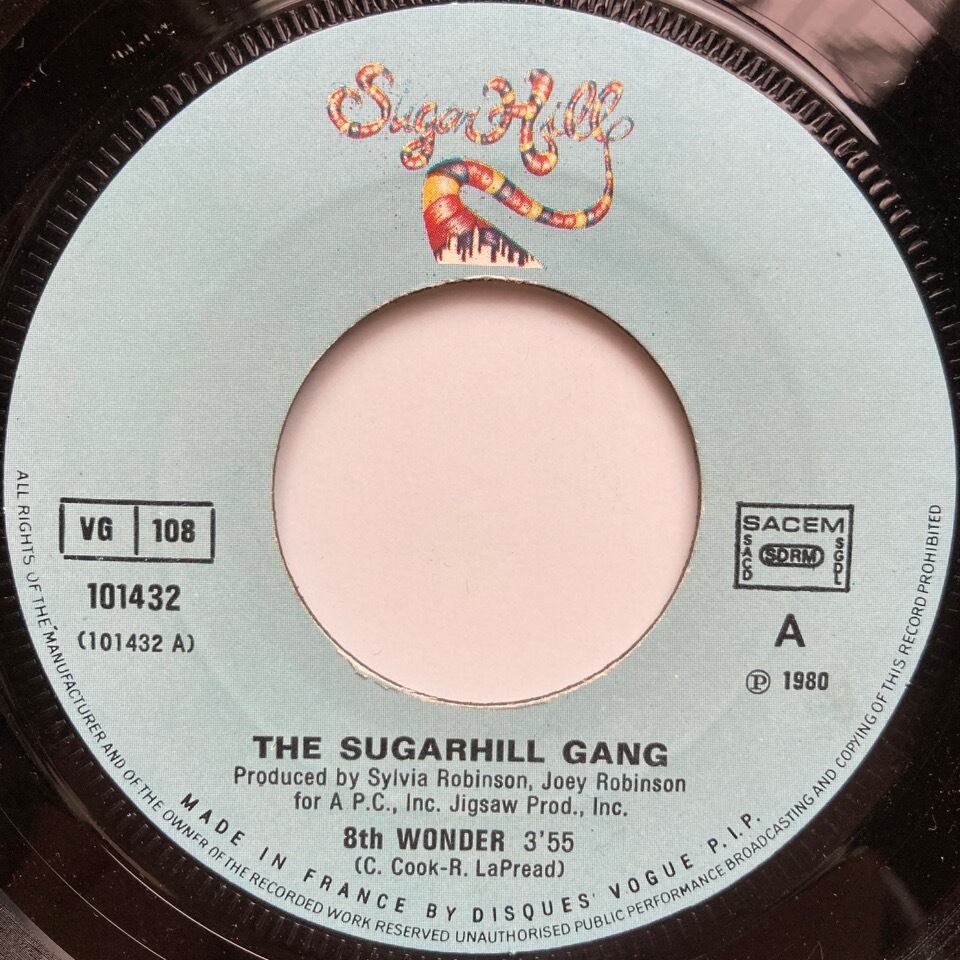 Sugar Hill
VG 108
101432
(101432 A)
SACEM
SACD
SDRM
SGDL
A
Ⓟ 1980
THE SUGARHILL GANG
Produced by Sylvia Robinson, Joey Robinson
for A P.C., Inc. Jigsaw Prod., Inc.
8th WONDER 3'55
(C. Cook-R. LaPread)
MADE IN FRANCE BY DISQUES VOGUE P.I.P.
ALL RIGHTS OF THE MANUFACTURER AND OF THE OWNER OF THE RECORDED WORK RESERVED UNAUTHORISED PUBLIC PERFORMANCE BROADCASTING AND COPYING OF THIS RECORD PROHIBITED